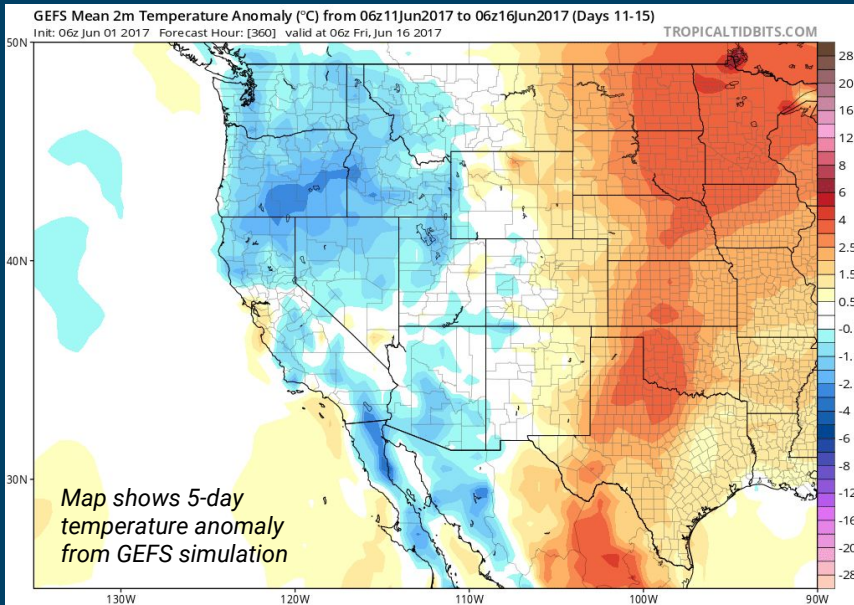 GEFS Mean 2m Temperature Anomaly (°C) from 06z11Jun2017 to 06z16Jun2017 (Days 11-15)
Init: 06z Jun 01 2017   Forecast Hour: [360]   valid at 06z Fri, Jun 16 2017
TROPICALTIDBITS.COM
50N
40N
30N
130W
120W
110W
100W
90W
Map shows 5-day
temperature anomaly
from GEFS simulation
28
20
16
12
8
6
4
2.5
1.5
0.5
-0.
-1.
-2.
-4
-6
-8
-12
-16
-20
-28